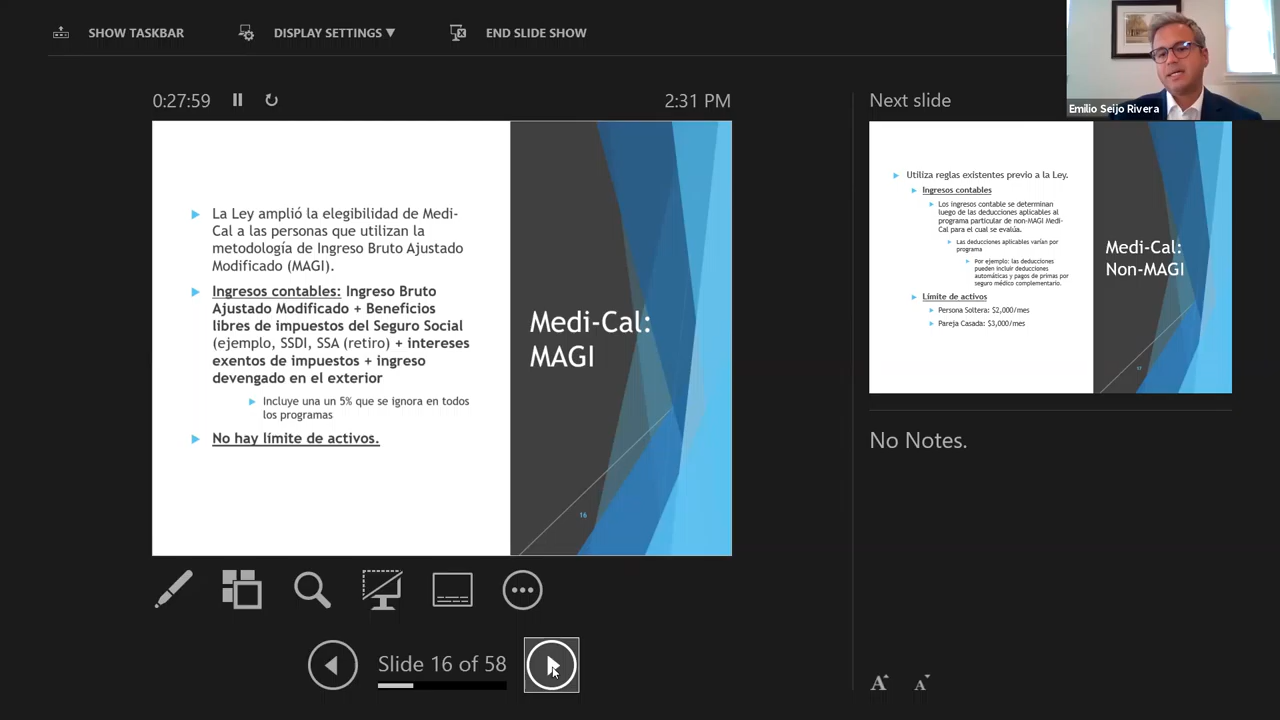 SHOW TASKBAR
DISPLAY SETTINGS ▼
END SLIDE SHOW
0:27:59
2:31 PM
La Ley amplió la elegibilidad de Medi-
Cal a las personas que utilizan la
metodología de Ingreso Bruto Ajustado
Modificado (MAGI).
Ingresos contables: Ingreso Bruto
Ajustado Modificado + Beneficios
libres de impuestos del Seguro Social
(ejemplo, SSDI, SSA (retiro) + intereses
exentos de impuestos + ingreso
devengado en el exterior
Incluye una un 5% que se ignora en todos
los programas
No hay límite de activos.
Medi-Cal:
MAGI
16
Slide 16 of 58
Next slide
Emilio Seijo Rivera
Utiliza reglas existentes previo a la Ley.
Ingresos contables
Los ingresos contable se determinan
luego de las deducciones aplicables al
programa particular de non-MAGI Medi-
Cal para el cual se evalúa.
Las deducciones aplicables varían por
programa
Por ejemplo: las deducciones
pueden incluir deducciones
automáticas y pagos de primas por
seguro médico complementario.
Límite de activos
Persona Soltera: $2,000/mes
Pareja Casada: $3,000/mes
Medi-Cal:
Non-MAGI
17
No Notes.
A A